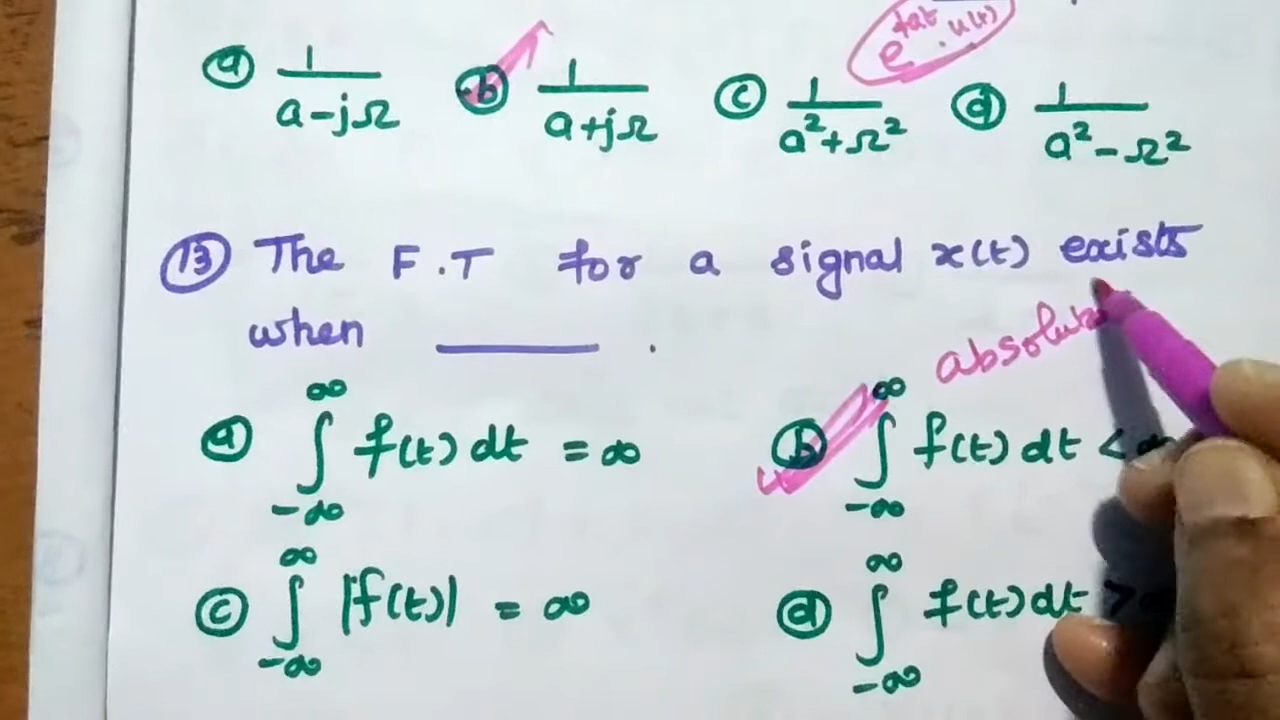 e^-at . u(t)
ⓐ 1/(a-jΩ) ⓑ 1/(a+jΩ) ⓒ 1/(a²+Ω²) ⓓ 1/(a²-Ω²)
⑬ The F.T for a signal x(t) exists
when ______ .
absolute
ⓐ ∫_{-∞}^{∞} f(t) dt = ∞ ⓑ ∫_{-∞}^{∞} f(t) dt < ∞
ⓒ ∫_{-∞}^{∞} |f(t)| = ∞ ⓓ ∫_{-∞}^{∞} f(t) dt >